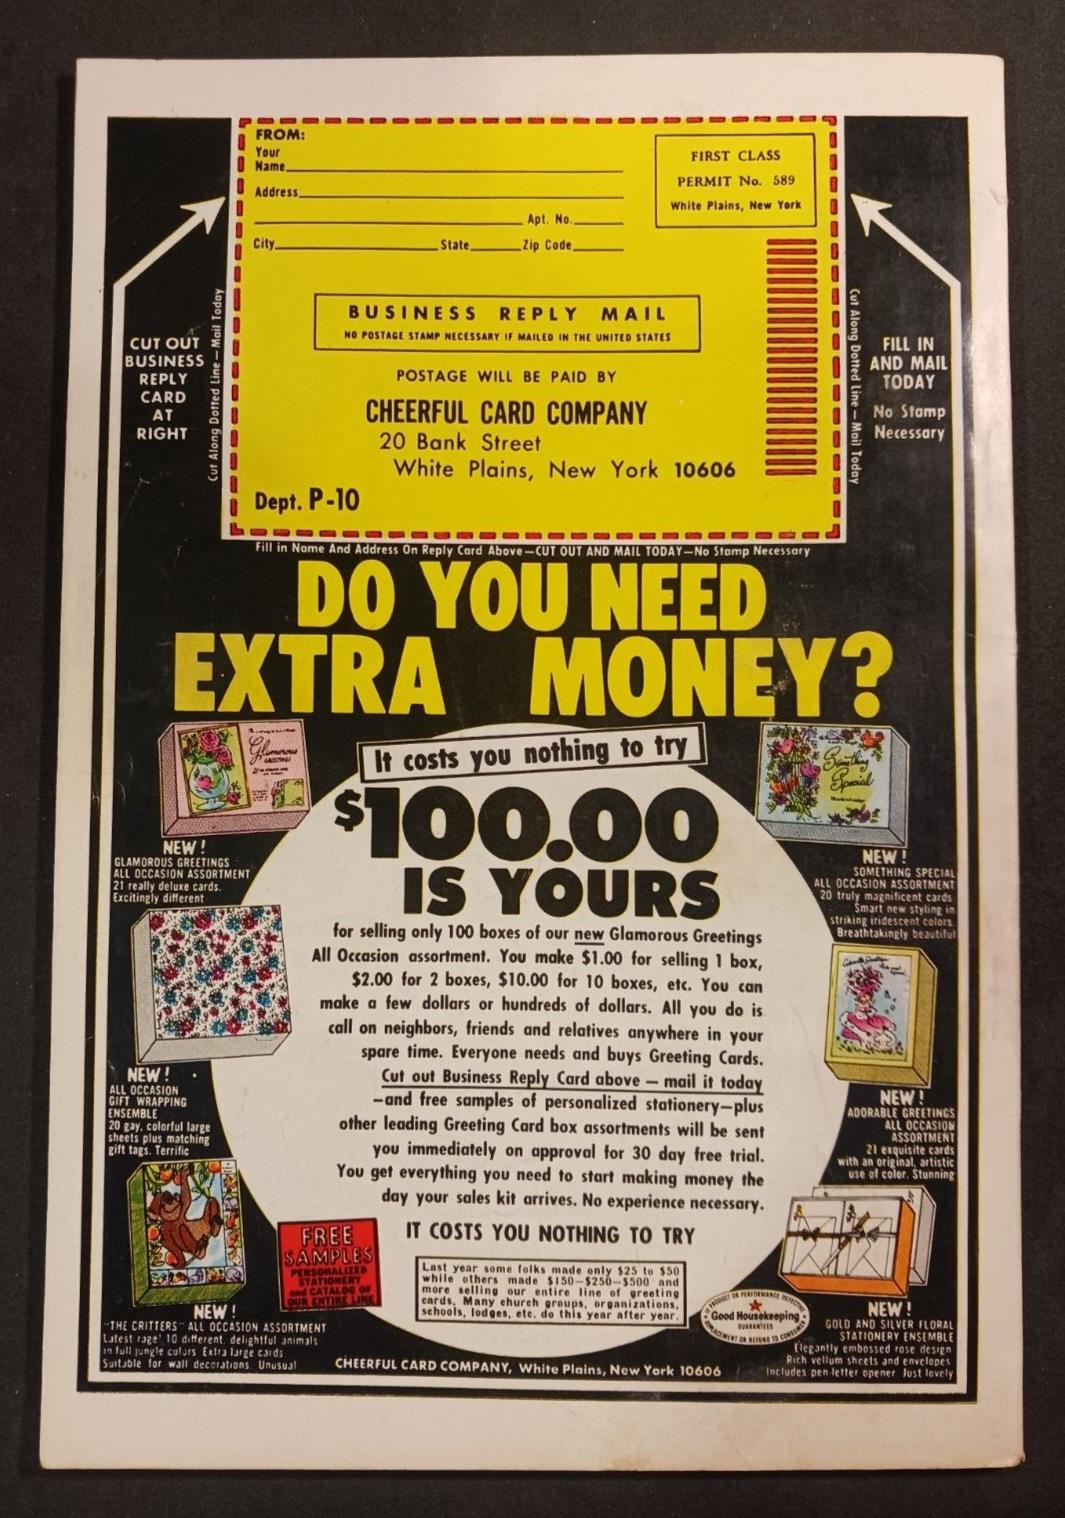 FROM:
Your
Name
Address
Apt. No.
City State Zip Code
FIRST CLASS
PERMIT No. 589
White Plains, New York
BUSINESS REPLY MAIL
NO POSTAGE STAMP NECESSARY IF MAILED IN THE UNITED STATES
POSTAGE WILL BE PAID BY
CHEERFUL CARD COMPANY
20 Bank Street
White Plains, New York 10606
Dept. P-10
CUT OUT
BUSINESS
REPLY
CARD
AT
RIGHT
Cut Along Dotted Line — Mail Today
Cut Along Dotted Line — Mail Today
FILL IN
AND MAIL
TODAY
No Stamp
Necessary
Fill in Name And Address On Reply Card Above—CUT OUT AND MAIL TODAY—No Stamp Necessary
DO YOU NEED
EXTRA MONEY?
It costs you nothing to try
$100.00
IS YOURS
for selling only 100 boxes of our new Glamorous Greetings
All Occasion assortment. You make $1.00 for selling 1 box,
$2.00 for 2 boxes, $10.00 for 10 boxes, etc. You can
make a few dollars or hundreds of dollars. All you do is
call on neighbors, friends and relatives anywhere in your
spare time. Everyone needs and buys Greeting Cards.
Cut out Business Reply Card above — mail it today
—and free samples of personalized stationery—plus
other leading Greeting Card box assortments will be sent
you immediately on approval for 30 day free trial.
You get everything you need to start making money the
day your sales kit arrives. No experience necessary.
IT COSTS YOU NOTHING TO TRY
Last year some folks made only $25 to $50
while others made $150—$250—$500 and
more selling our entire line of greeting
cards. Many church groups, organizations,
schools, lodges, etc. do this year after year.
Glamorous
GREETINGS
NEW!
GLAMOROUS GREETINGS
ALL OCCASION ASSORTMENT
21 really deluxe cards.
Excitingly different
NEW!
ALL OCCASION
GIFT WRAPPING
ENSEMBLE
20 gay, colorful large
sheets plus matching
gift tags. Terrific
FREE
SAMPLES
PERSONALIZED
STATIONERY
and CATALOG OF
OUR ENTIRE LINE
NEW!
"THE CRITTERS" ALL OCCASION ASSORTMENT
Latest rage! 10 different, delightful animals
in full jungle colors Extra large cards
Suitable for wall decorations. Unusual
Something
Special
NEW!
SOMETHING SPECIAL
ALL OCCASION ASSORTMENT
20 truly magnificent cards
Smart new styling in
striking iridescent colors.
Breathtakingly beautiful
NEW!
ADORABLE GREETINGS
ALL OCCASION
ASSORTMENT
21 exquisite cards
with an original, artistic
use of color. Stunning
Good Housekeeping
GUARANTEES
PRODUCT OR PERFORMANCE DEFECTIVE
REPLACEMENT OR REFUND TO CONSUMER
NEW!
GOLD AND SILVER FLORAL
STATIONERY ENSEMBLE
Elegantly embossed rose design
Rich vellum sheets and envelopes
Includes pen letter opener Just lovely
CHEERFUL CARD COMPANY, White Plains, New York 10606